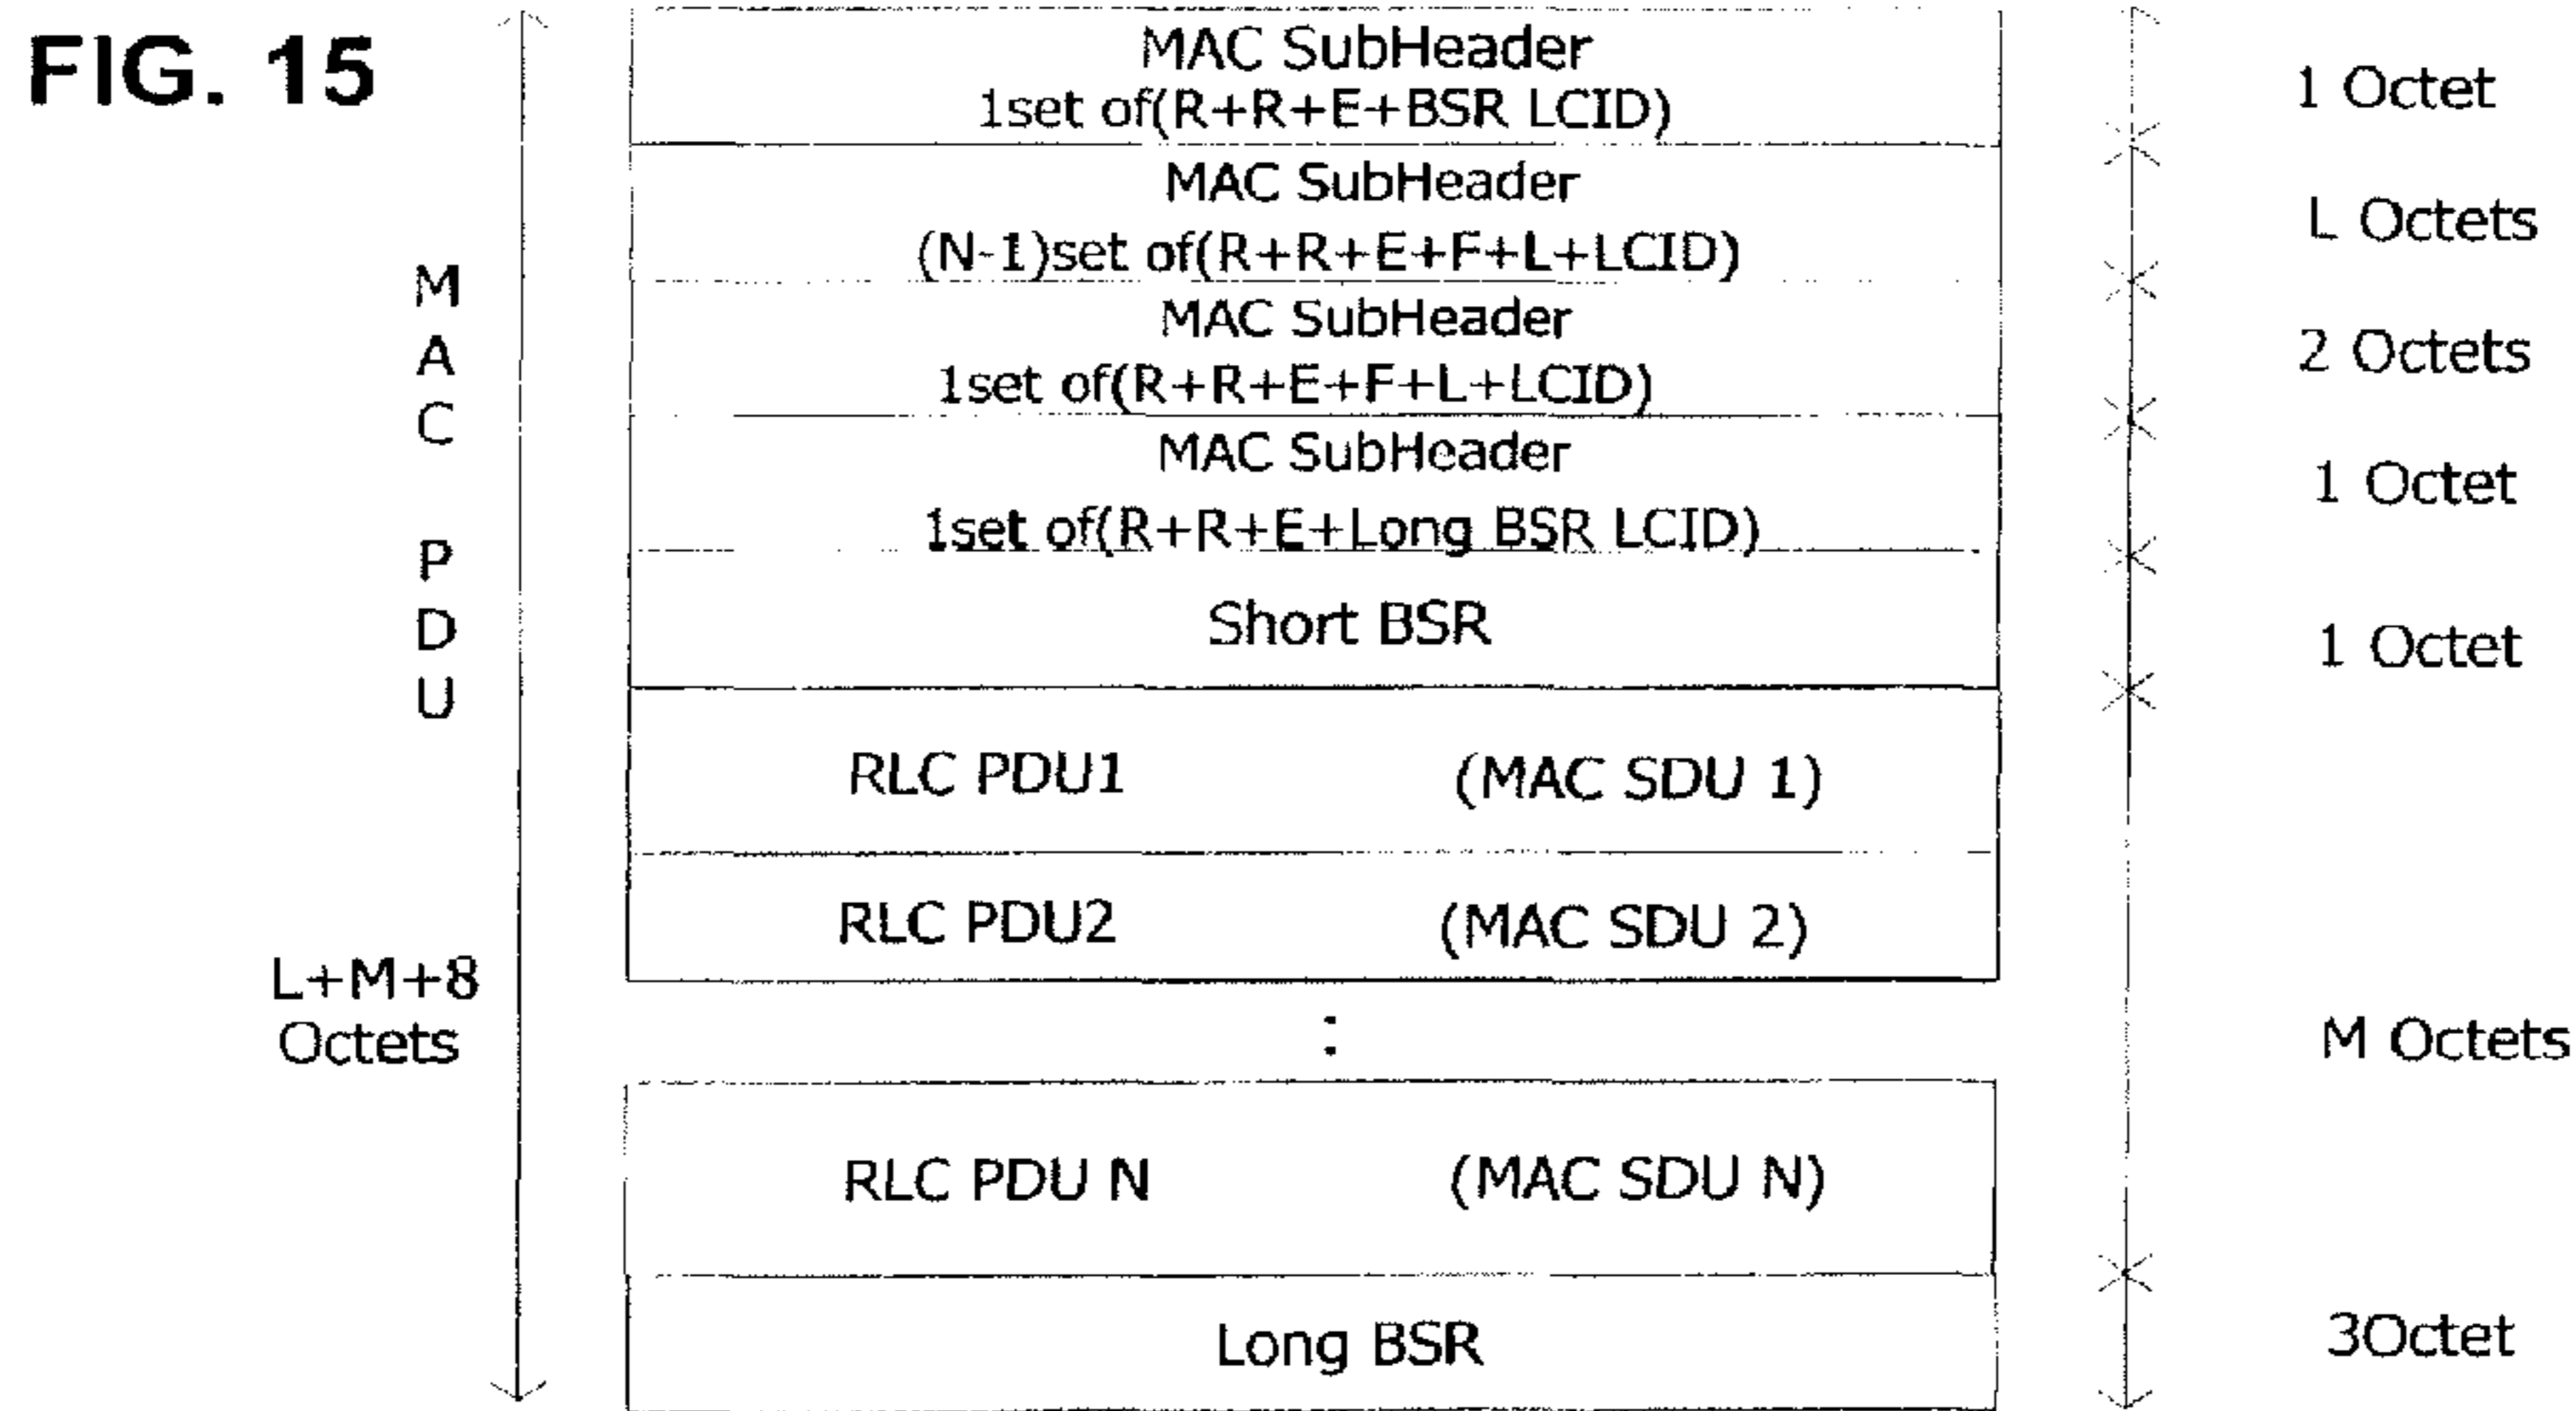 FIG. 15
MAC SubHeader
1set of(R+R+E+BSR LCID)
1 Octet
MAC SubHeader
(N-1)set of(R+R+E+F+L+LCID)
L Octets
MAC SubHeader
1set of(R+R+E+F+L+LCID)
2 Octets
MAC SubHeader
1set of(R+R+E+Long BSR LCID)
1 Octet
Short BSR
1 Octet
MAC PDU
L+M+8
Octets
RLC PDU1 (MAC SDU 1)
RLC PDU2 (MAC SDU 2)
:
M Octets
RLC PDU N (MAC SDU N)
Long BSR
3Octet